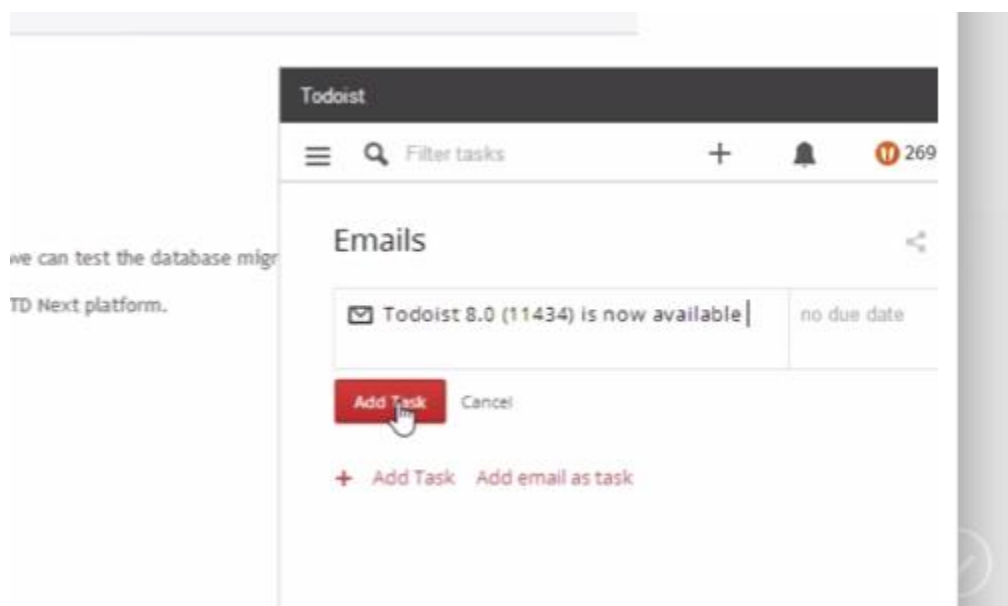 Todoist
Filter tasks
269
Emails
we can test the database migr
TD Next platform.
Todoist 8.0 (11434) is now available
no due date
Add Task
Cancel
+ Add Task Add email as task